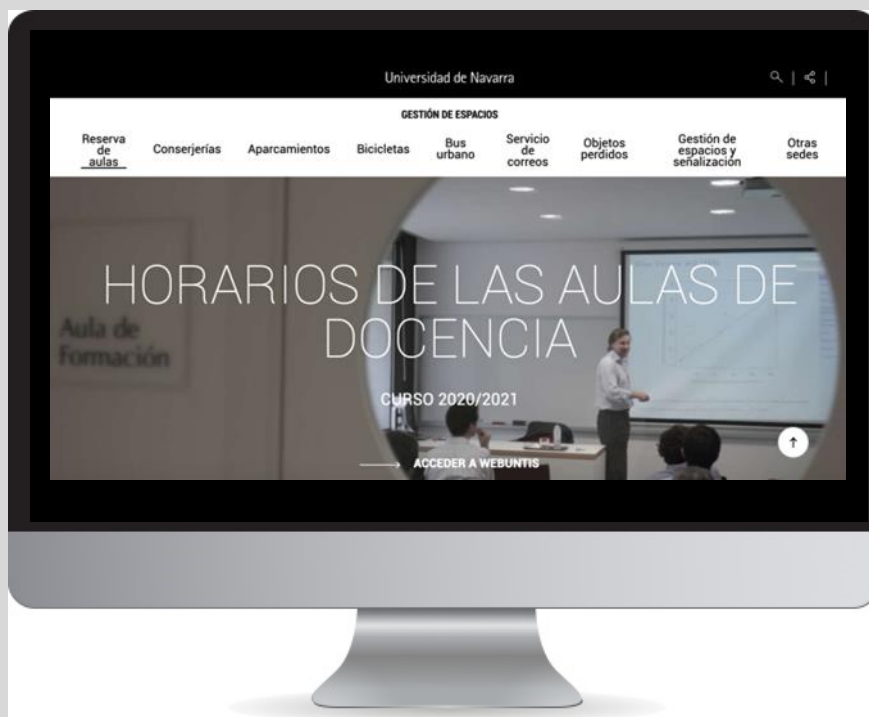 Universidad de Navarra
GESTIÓN DE ESPACIOS
Reserva
de
aulas
Conserjerías
Aparcamientos
Bicicletas
Bus
urbano
Servicio
de
correos
Objetos
perdidos
Gestión de
espacios y
señalización
Otras
sedes
HORARIOS DE LAS AULAS DE
DOCENCIA
Aula de
Formación
CURSO 2020/2021
ACCEDER A WEBUNTIS